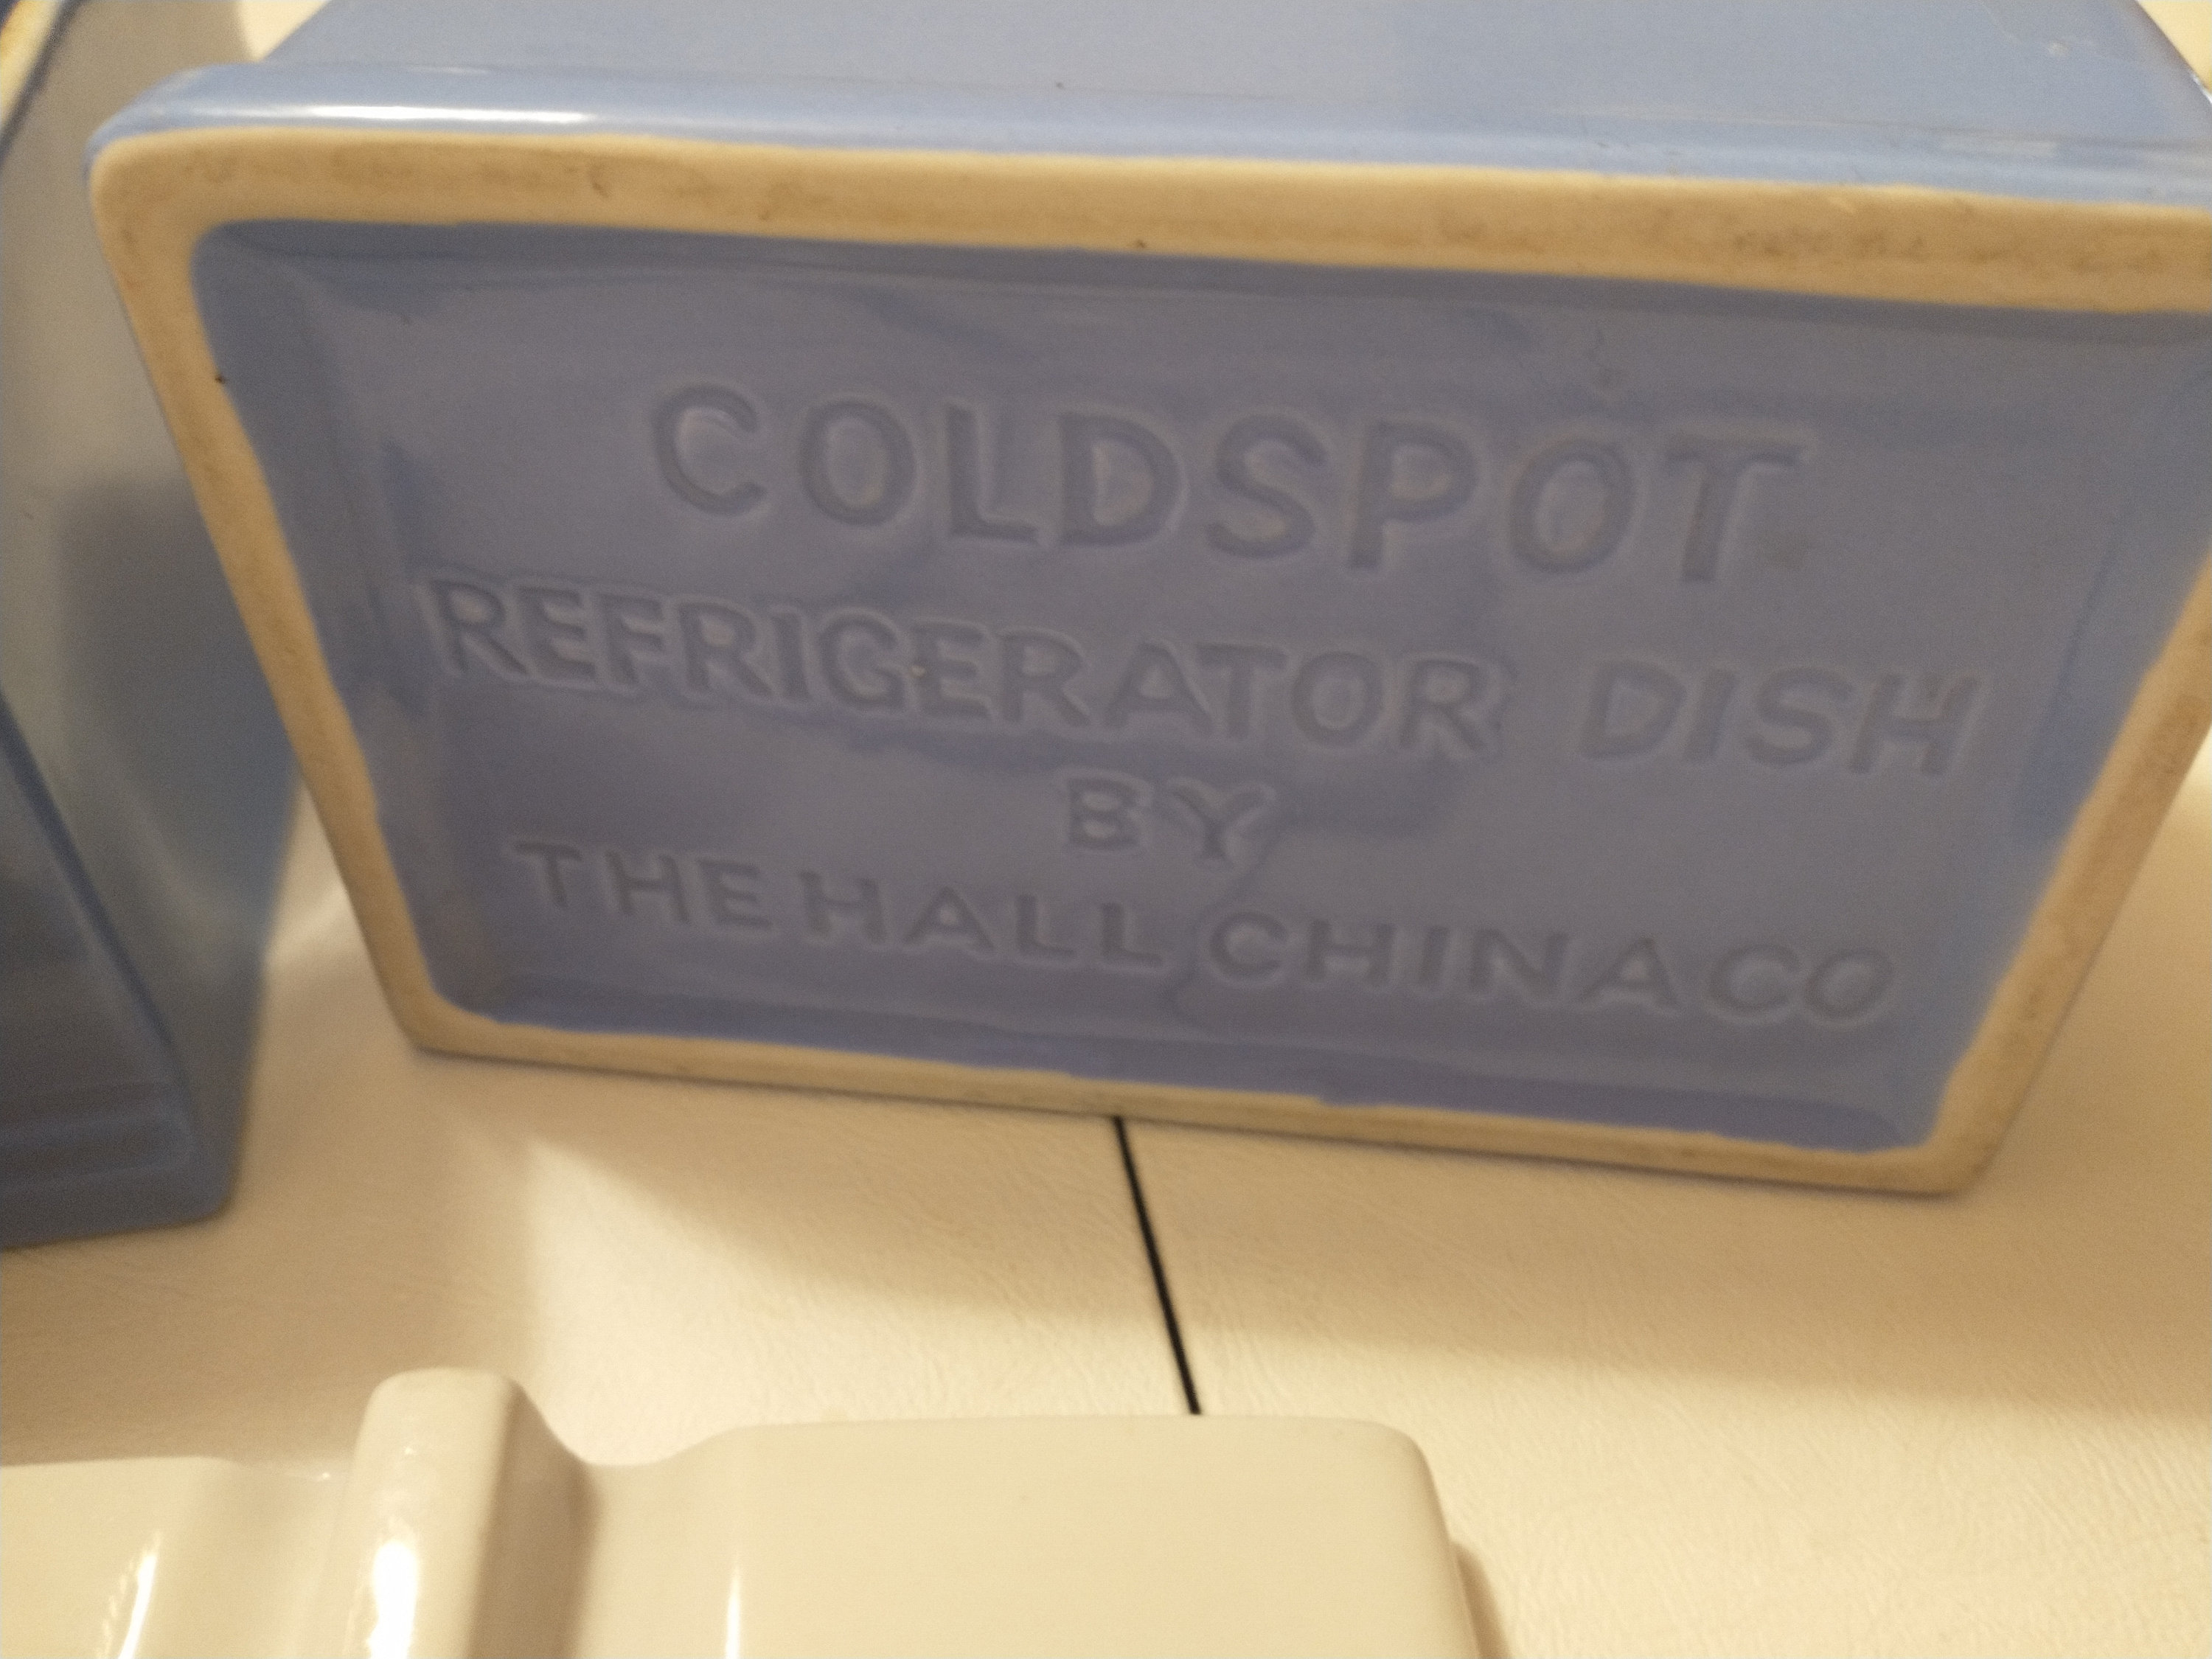 COLDSPOT
REFRIGERATOR DISH
BY
THE HALL CHINA CO